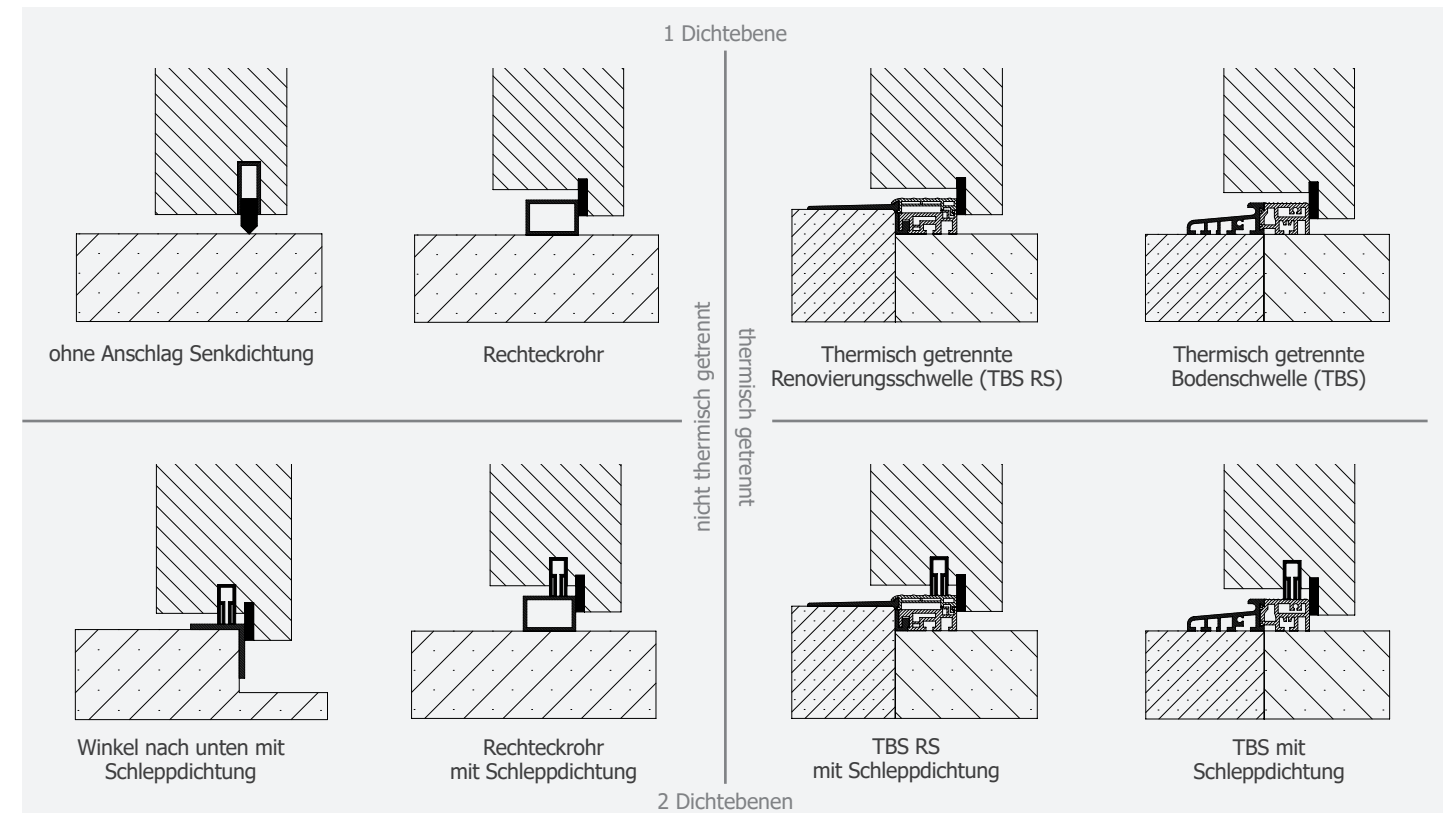 1 Dichtebene
ohne Anschlag Senkdichtung
Rechteckrohr
Thermisch getrennte
Renovierungsschwelle (TBS RS)
Thermisch getrennte
Bodenschwelle (TBS)
nicht thermisch getrennt
thermisch getrennt
Winkel nach unten mit
Schleppdichtung
Rechteckrohr
mit Schleppdichtung
TBS RS
mit Schleppdichtung
TBS mit
Schleppdichtung
2 Dichtebenen